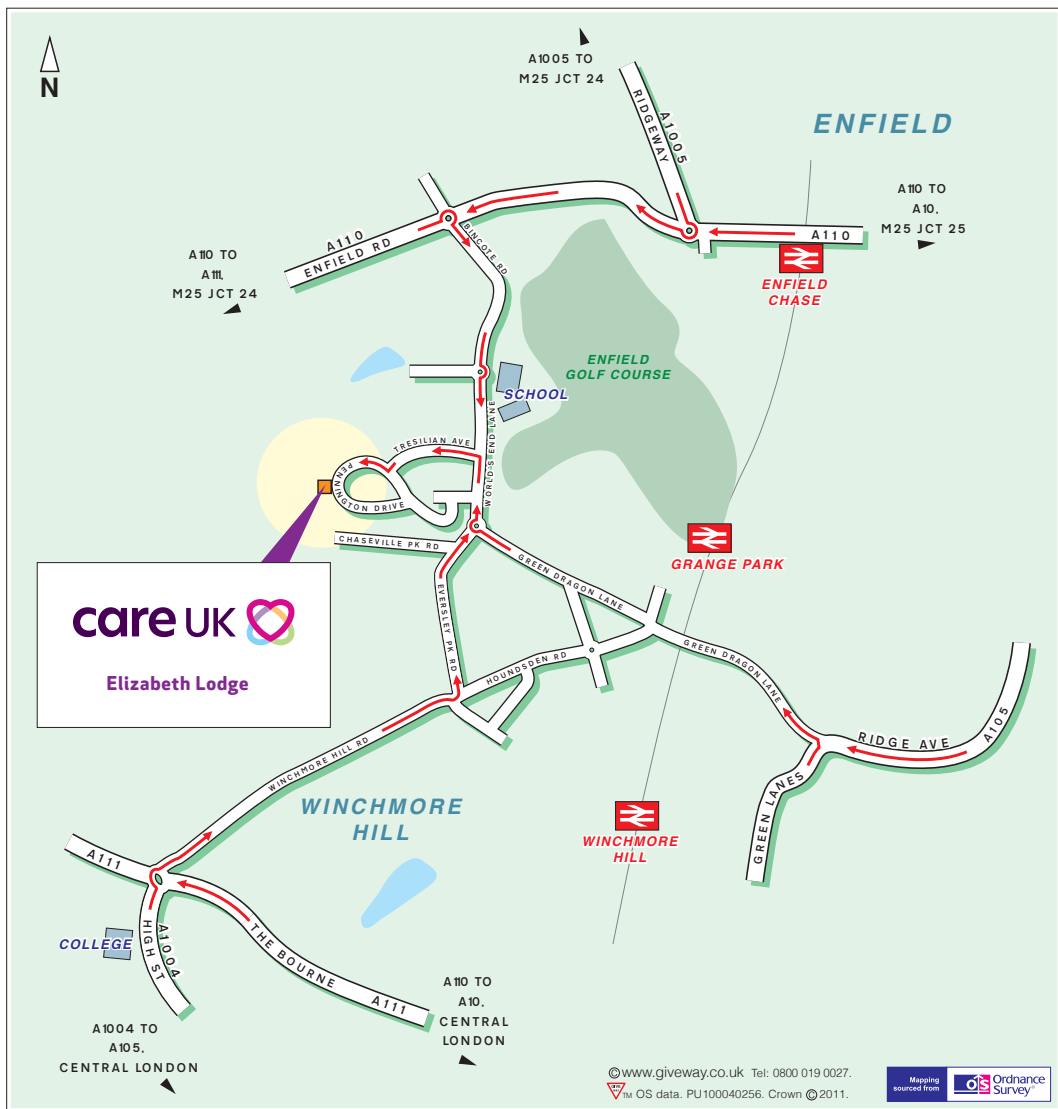 A1005 TO
M25 JCT 24
N
RIDGEWAY
A1005
ENFIELD
A110 TO
A10,
M25 JCT 25
A110
ENFIELD
CHASE
A110
ENFIELD RD
BINCOTE RD
A110 TO
A111,
M25 JCT 24
ENFIELD
GOLF COURSE
SCHOOL
WORLD'S END LANE
TRESILIAN AVE
PENNINGTON DRIVE
CHASEVILLE PK RD
GRANGE PARK
GREEN DRAGON LANE
care UK
Elizabeth Lodge
EVERSLEY PK RD
HOUNSDEN RD
GREEN DRAGON LANE
RIDGE AVE
A105
GREEN LANES
WINCHMORE HILL RD
WINCHMORE
HILL
WINCHMORE
HILL
A111
COLLEGE
HIGH ST
A1004
THE BOURNE
A111
A110 TO
A10,
CENTRAL
LONDON
A1004 TO
A105,
CENTRAL LONDON
© www.giveway.co.uk Tel: 0800 019 0027.
TM OS data. PU100040256. Crown © 2011.
Mapping
sourced from
OS Ordnance
Survey®